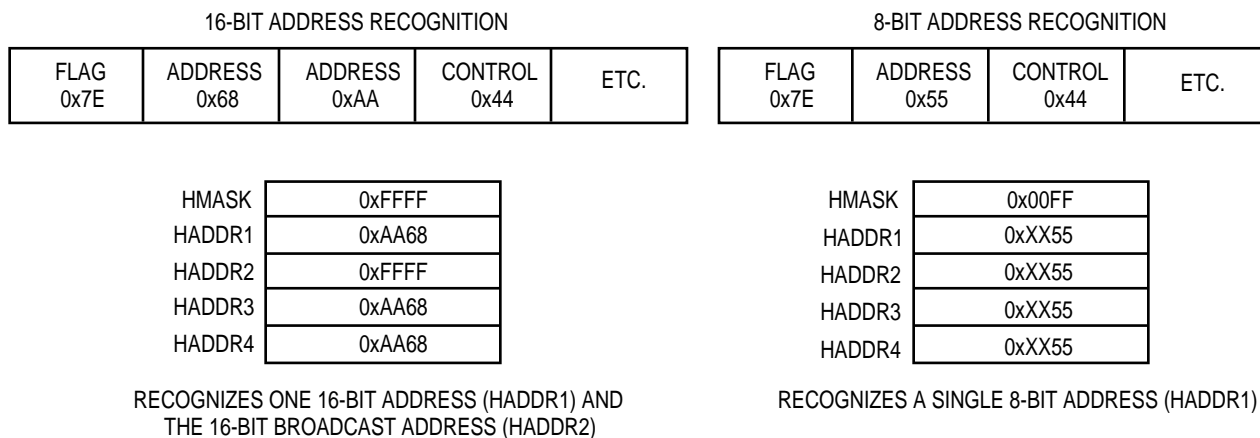 16-BIT ADDRESS RECOGNITION
FLAG 0x7E
ADDRESS 0x68
ADDRESS 0xAA
CONTROL 0x44
ETC.
HMASK 0xFFFF
HADDR1 0xAA68
HADDR2 0xFFFF
HADDR3 0xAA68
HADDR4 0xAA68
RECOGNIZES ONE 16-BIT ADDRESS (HADDR1) AND
THE 16-BIT BROADCAST ADDRESS (HADDR2)
8-BIT ADDRESS RECOGNITION
FLAG 0x7E
ADDRESS 0x55
CONTROL 0x44
ETC.
HMASK 0x00FF
HADDR1 0xXX55
HADDR2 0xXX55
HADDR3 0xXX55
HADDR4 0xXX55
RECOGNIZES A SINGLE 8-BIT ADDRESS (HADDR1)